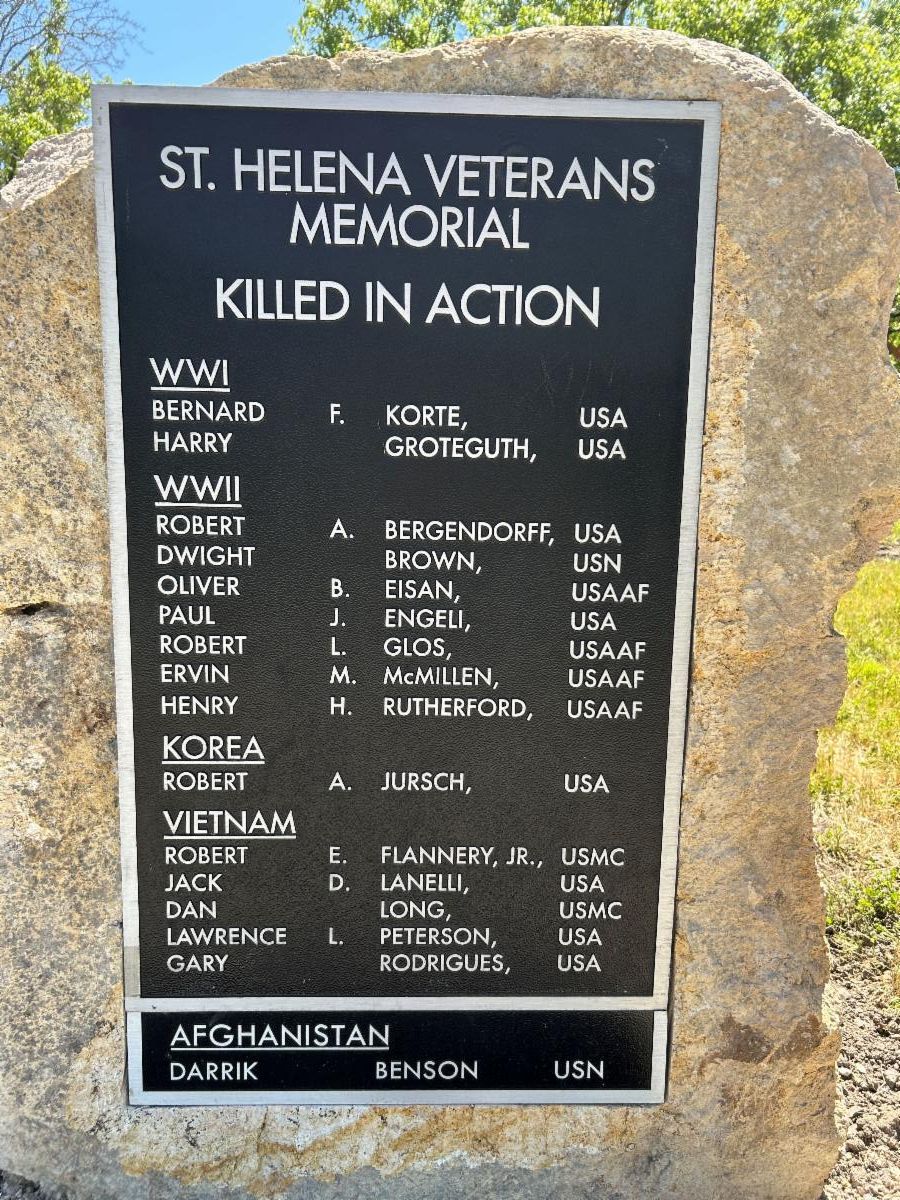 ST. HELENA VETERANS
MEMORIAL
KILLED IN ACTION
WWI
BERNARD F. KORTE, USA
HARRY GROTEGUTH, USA
WWII
ROBERT A. BERGENDORFF, USA
DWIGHT BROWN, USN
OLIVER B. EISAN, USAAF
PAUL J. ENGELI, USA
ROBERT L. GLOS, USAAF
ERVIN M. McMILLEN, USAAF
HENRY H. RUTHERFORD, USAAF
KOREA
ROBERT A. JURSCH, USA
VIETNAM
ROBERT E. FLANNERY, JR., USMC
JACK D. LANELLI, USA
DAN LONG, USMC
LAWRENCE L. PETERSON, USA
GARY RODRIGUES, USA
AFGHANISTAN
DARRIK BENSON USN